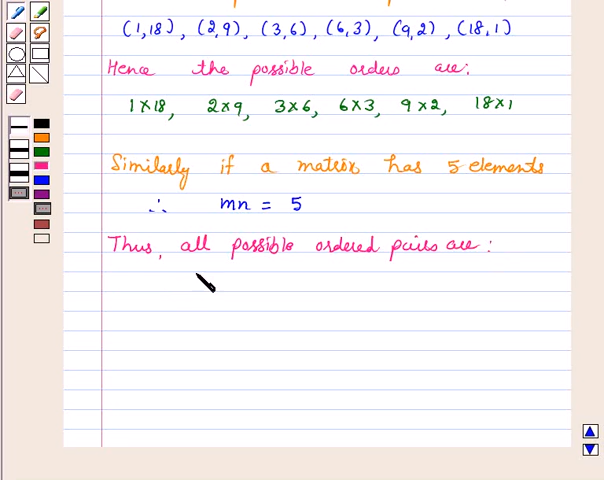 (1,18), (2,9), (3,6), (6,3), (9,2), (18,1)
Hence the possible orders are:
1×18, 2×9, 3×6, 6×3, 9×2, 18×1
Similarly if a matrix has 5 elements
∴ mn = 5
Thus, all possible ordered pairs are: